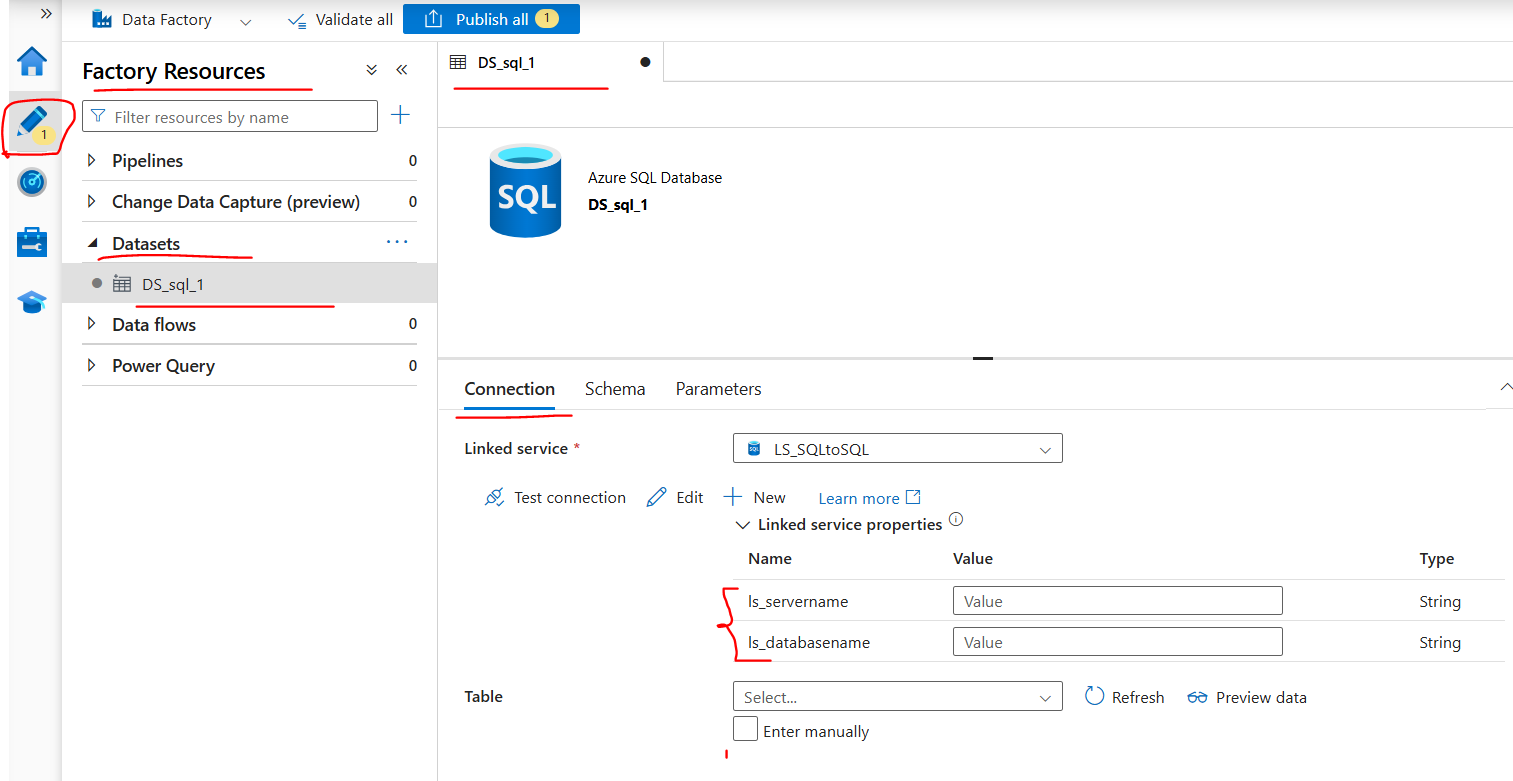 Data Factory
Validate all
Publish all 1
Factory Resources
Filter resources by name
1
Pipelines 0
Change Data Capture (preview) 0
Datasets
DS_sql_1
Data flows 0
Power Query 0
DS_sql_1
SQL
Azure SQL Database
DS_sql_1
Connection Schema Parameters
Linked service * SQL LS_SQLtoSQL
Test connection Edit New Learn more
Linked service properties
Name Value Type
ls_servername Value String
ls_databasename Value String
Table Select... Refresh Preview data
Enter manually